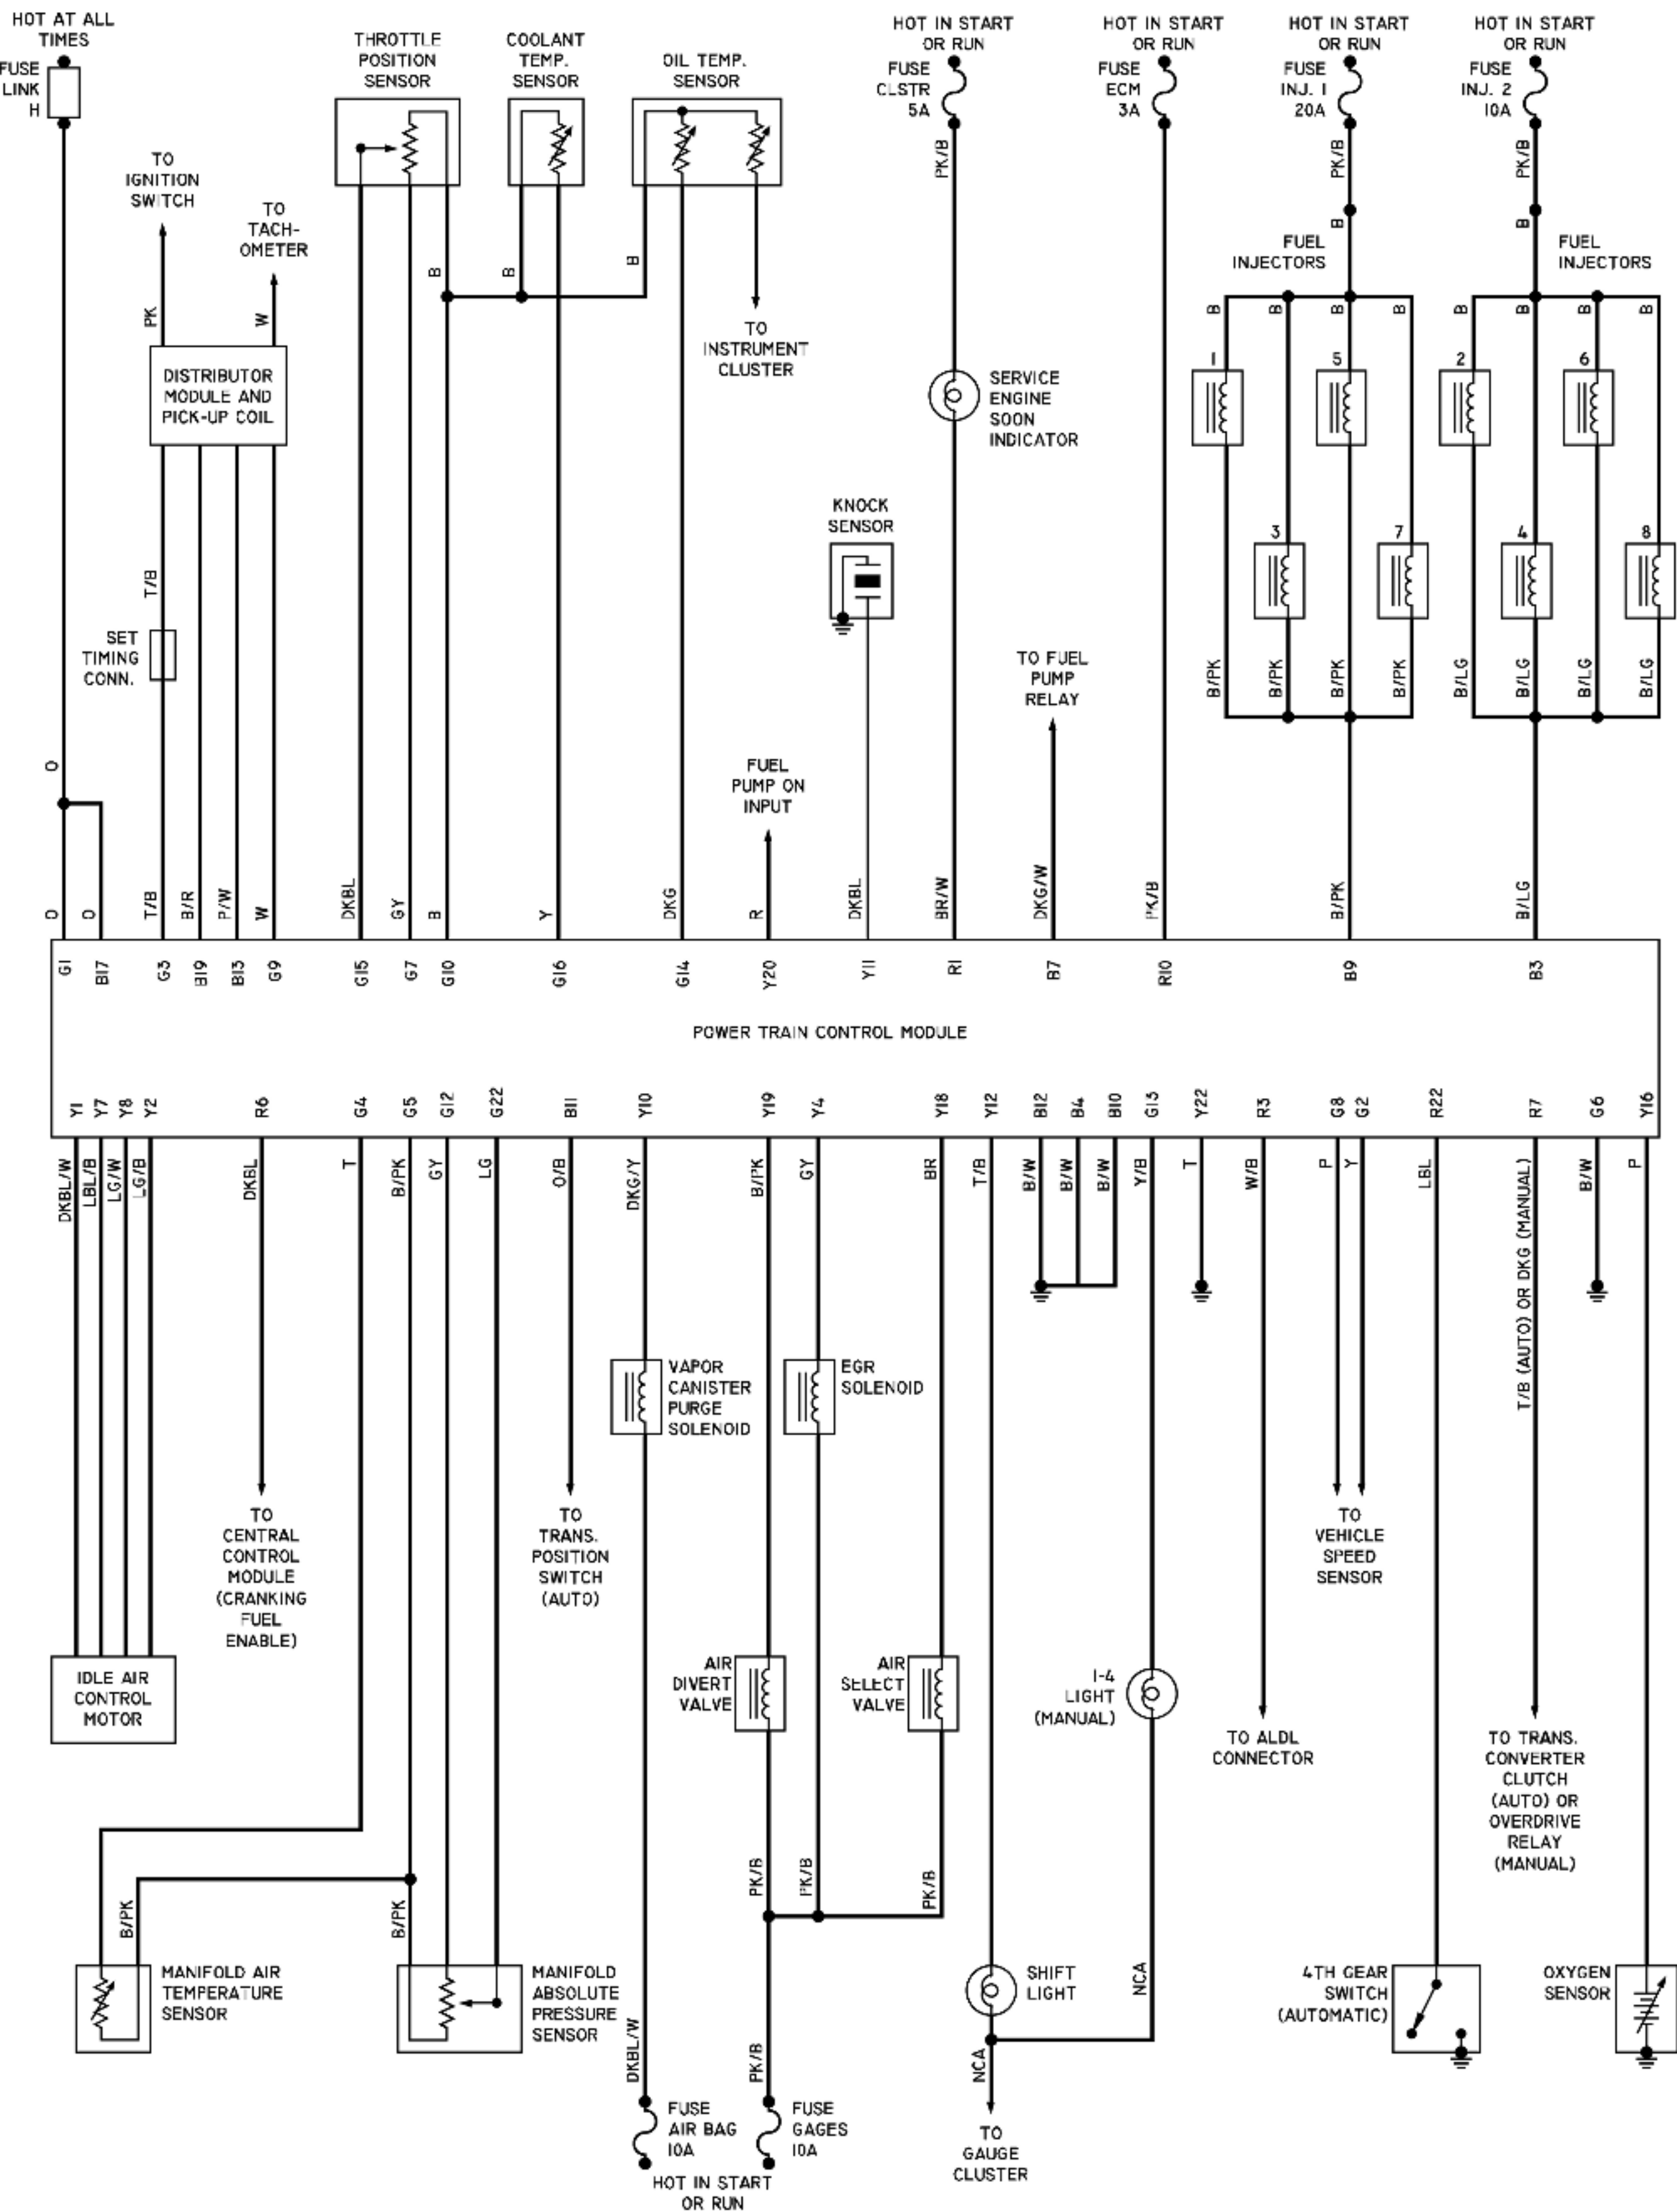 HOT AT ALL
TIMES
FUSE
LINK
H
THROTTLE
POSITION
SENSOR
COOLANT
TEMP.
SENSOR
OIL TEMP.
SENSOR
HOT IN START
OR RUN
FUSE
CLSTR
5A
HOT IN START
OR RUN
FUSE
ECM
3A
HOT IN START
OR RUN
FUSE
INJ. 1
20A
HOT IN START
OR RUN
FUSE
INJ. 2
10A
PK/B
PK/B
PK/B
TO
IGNITION
SWITCH
TO
TACH-
OMETER
B
B
B
B
B
FUEL
INJECTORS
FUEL
INJECTORS
PK
W
B
B
B
B
B
B
B
B
TO
INSTRUMENT
CLUSTER
DISTRIBUTOR
MODULE AND
PICK-UP COIL
SERVICE
ENGINE
SOON
INDICATOR
1
5
2
6
KNOCK
SENSOR
3
7
4
8
T/B
SET
TIMING
CONN.
TO FUEL
PUMP
RELAY
B/PK
B/PK
B/PK
B/PK
B/LG
B/LG
B/LG
B/LG
O
FUEL
PUMP ON
INPUT
O
O
T/B
B/R
P/W
W
DKBL
GY
B
Y
DKG
R
DKBL
BR/W
DKG/W
PK/B
B/PK
B/LG
G1
B17
G3
B19
B13
G9
G15
G7
G10
G16
G14
Y20
Y11
R1
B7
R10
B9
B3
POWER TRAIN CONTROL MODULE
Y1
Y7
Y8
Y2
R6
G4
G5
G12
G22
B11
Y10
Y19
Y4
Y18
Y12
B12
B4
B10
G13
Y22
R3
G8
G2
R22
R7
G6
Y16
DKBL/W
LBL/B
LG/W
LG/B
DKBL
T
B/PK
GY
LG
O/B
DKG/Y
B/PK
GY
BR
T/B
B/W
B/W
B/W
Y/B
T
W/B
P
Y
LBL
T/B (AUTO) OR DKG (MANUAL)
B/W
P
VAPOR
CANISTER
PURGE
SOLENOID
EGR
SOLENOID
TO
CENTRAL
CONTROL
MODULE
(CRANKING
FUEL
ENABLE)
TO
TRANS.
POSITION
SWITCH
(AUTO)
TO
VEHICLE
SPEED
SENSOR
IDLE AIR
CONTROL
MOTOR
AIR
DIVERT
VALVE
AIR
SELECT
VALVE
1-4
LIGHT
(MANUAL)
TO ALDL
CONNECTOR
TO TRANS.
CONVERTER
CLUTCH
(AUTO) OR
OVERDRIVE
RELAY
(MANUAL)
B/PK
B/PK
PK/B
PK/B
PK/B
MANIFOLD AIR
TEMPERATURE
SENSOR
MANIFOLD
ABSOLUTE
PRESSURE
SENSOR
SHIFT
LIGHT
NCA
4TH GEAR
SWITCH
(AUTOMATIC)
OXYGEN
SENSOR
DKBL/W
PK/B
NCA
FUSE
AIR BAG
10A
FUSE
GAGES
10A
TO
GAUGE
CLUSTER
HOT IN START
OR RUN